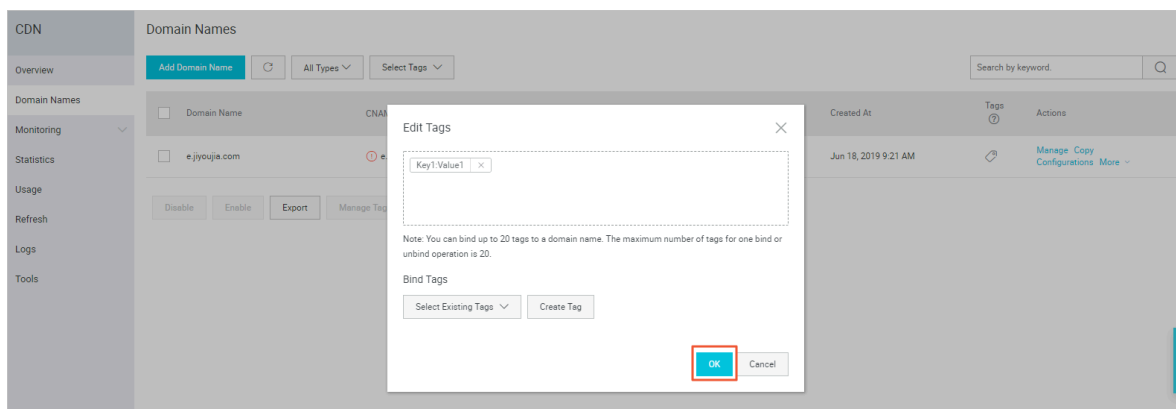 CDN
Overview
Domain Names
Monitoring
Statistics
Usage
Refresh
Logs
Tools
Domain Names
Add Domain Name
All Types
Select Tags
Search by keyword.
Domain Name
CNAM
Created At
Tags
Actions
e.jiyoujia.com
e.
Jun 18, 2019 9:21 AM
Manage Copy
Configurations More
Disable
Enable
Export
Manage Tag
Edit Tags
Key1:Value1
Note: You can bind up to 20 tags to a domain name. The maximum number of tags for one bind or
unbind operation is 20.
Bind Tags
Select Existing Tags
Create Tag
OK
Cancel